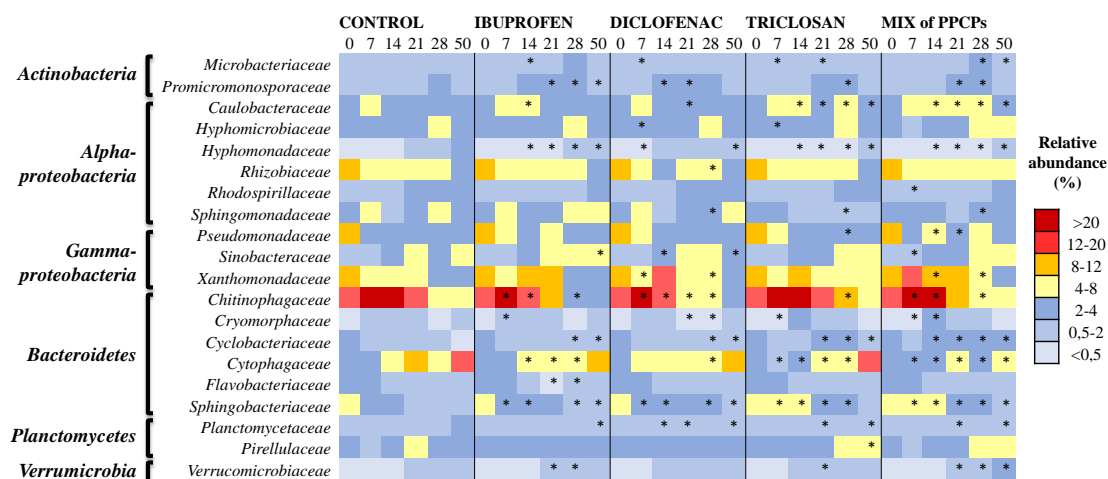 CONTROL IBUPROFEN DICLOFENAC TRICLOSAN MIX of PPCPs
0 7 14 21 28 50 0 7 14 21 28 50 0 7 14 21 28 50 0 7 14 21 28 50 0 7 14 21 28 50
Actinobacteria
Microbacteriaceae * * * * * *
Promicromonosporaceae * * * * * * * *
Alpha-
proteobacteria
Caulobacteraceae * * * * * * * * * *
Hyphomicrobiaceae * *
Hyphomonadaceae * * * * * * * * * * * * * *
Rhizobiaceae *
Rhodospirillaceae *
Sphingomonadaceae * * *
Gamma-
proteobacteria
Pseudomonadaceae * * *
Sinobacteraceae * * * *
Xanthomonadaceae * * * *
Bacteroidetes
Chitinophagaceae * * * * * * * * * * *
Cryomorphaceae * * * * * *
Cyclobacteriaceae * * * * * * * * * * *
Cytophagaceae * * * * * * * * * * * * *
Flavobacteriaceae * *
Sphingobacteriaceae * * * * * * * * * * * * * * * * *
Planctomycetes
Planctomycetaceae * * * * * * * *
Pirellulaceae *
Verrumicrobia
Verrucomicrobiaceae * * * * * *
Relative
abundance
(%)
>20
12-20
8-12
4-8
2-4
0,5-2
<0,5